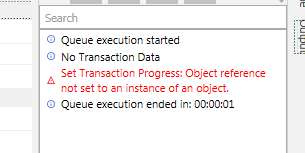 Search
Queue execution started
No Transaction Data
Set Transaction Progress: Object reference
not set to an instance of an object.
Queue execution ended in: 00:00:01
Output